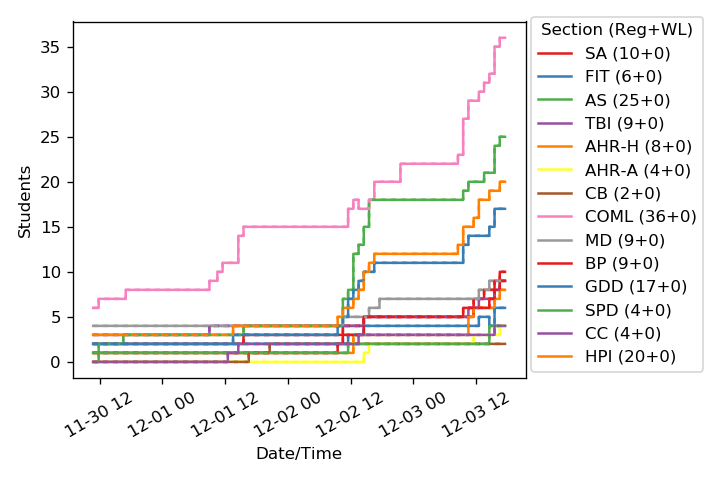 Section (Reg+WL)
SA (10+0)
FIT (6+0)
AS (25+0)
TBI (9+0)
AHR-H (8+0)
AHR-A (4+0)
CB (2+0)
COML (36+0)
MD (9+0)
BP (9+0)
GDD (17+0)
SPD (4+0)
CC (4+0)
HPI (20+0)
Students
35
30
25
20
15
10
5
0
11-30 12
12-01 00
12-01 12
12-02 00
12-02 12
12-03 00
12-03 12
Date/Time